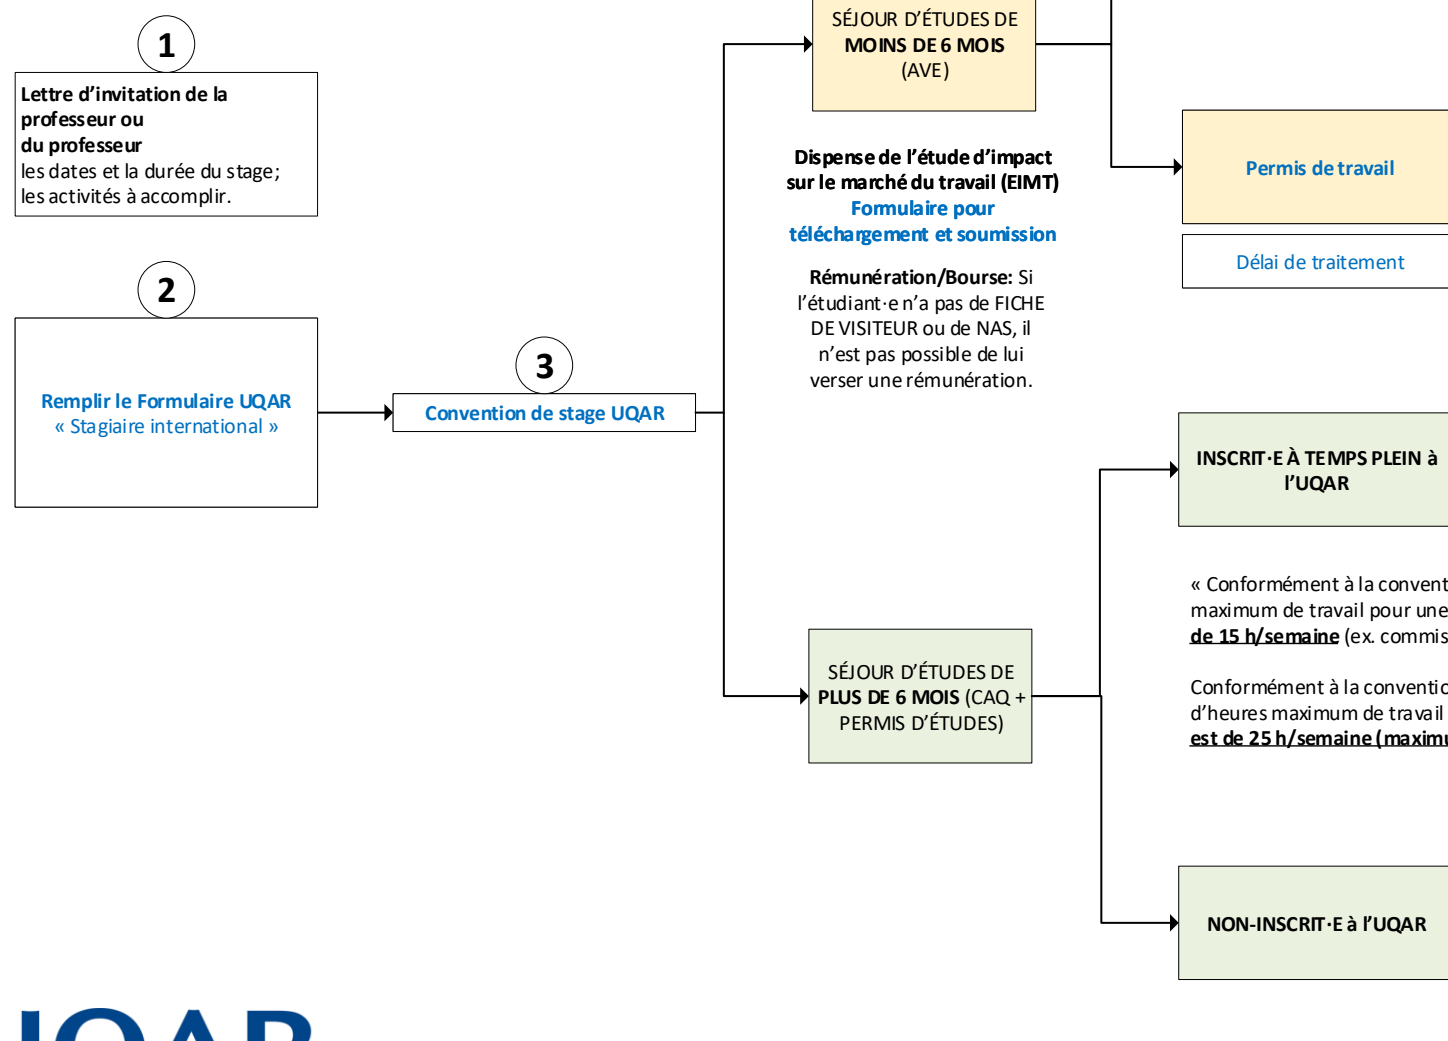 1
Lettre d’invitation de la
professeur ou
du professeur
les dates et la durée du stage;
les activités à accomplir.
2
Remplir le Formulaire UQAR
« Stagiaire international »
3
Convention de stage UQAR
SÉJOUR D’ÉTUDES DE
MOINS DE 6 MOIS
(AVE)
Dispense de l’étude d’impact
sur le marché du travail (EIMT)
Formulaire pour
téléchargement et soumission
Rémunération/Bourse: Si
l’étudiant·e n’a pas de FICHE
DE VISITEUR ou de NAS, il
n’est pas possible de lui
verser une rémunération.
Permis de travail
Délai de traitement
INSCRIT·E À TEMPS PLEIN à
l’UQAR
« Conformément à la convent
maximum de travail pour une
de 15 h/semaine (ex. commis
Conformément à la conventio
d’heures maximum de travail
est de 25 h/semaine (maximu
SÉJOUR D’ÉTUDES DE
PLUS DE 6 MOIS (CAQ +
PERMIS D’ÉTUDES)
NON-INSCRIT·E à l’UQAR
UQAR